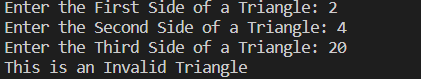 Enter the First Side of a Triangle: 2
Enter the Second Side of a Triangle: 4
Enter the Third Side of a Triangle: 20
This is an Invalid Triangle